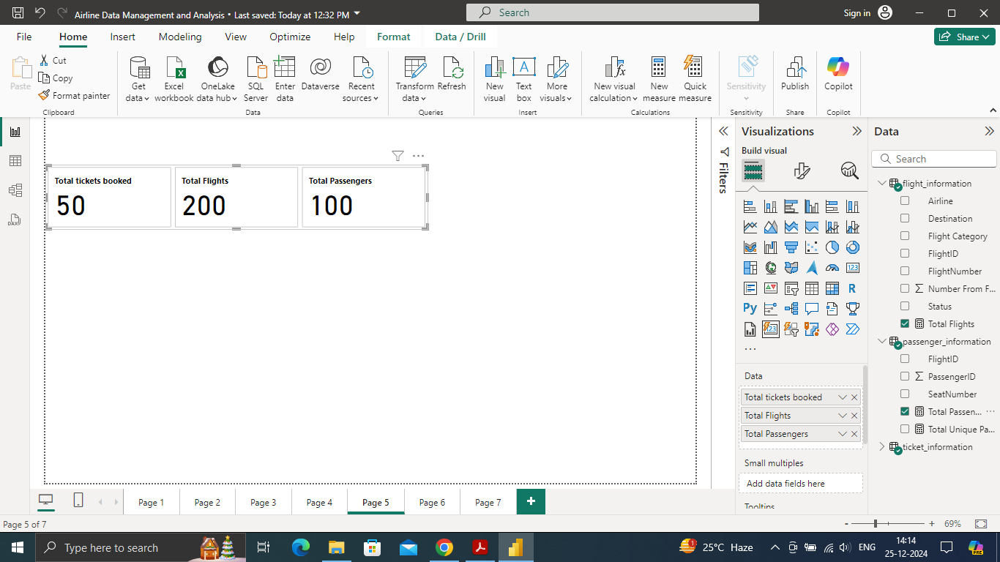 Airline Data Management and Analysis • Last saved: Today at 12:32 PM
Search
Sign in
File
Home
Insert
Modeling
View
Optimize
Help
Format
Data / Drill
Share
Paste
Cut
Copy
Format painter
Clipboard
Get data
Excel workbook
OneLake data hub
SQL Server
Enter data
Dataverse
Recent sources
Data
Transform data
Refresh
Queries
New visual
Text box
More visuals
Insert
New visual calculation
New measure
Quick measure
Calculations
Sensitivity
Sensitivity
Publish
Share
Copilot
Copilot
Total tickets booked
50
Total Flights
200
Total Passengers
100
Filters
Visualizations
Build visual
Data
Total tickets booked
Total Flights
Total Passengers
Small multiples
Add data fields here
Tooltips
Data
Search
flight_information
Airline
Destination
Flight Category
FlightID
FlightNumber
Number From F...
Status
Total Flights
passenger_information
FlightID
PassengerID
SeatNumber
Total Passen...
Total Unique Pa...
ticket_information
Page 1
Page 2
Page 3
Page 4
Page 5
Page 6
Page 7
Page 5 of 7
69%
Type here to search
25°C Haze
ENG
14:14
25-12-2024